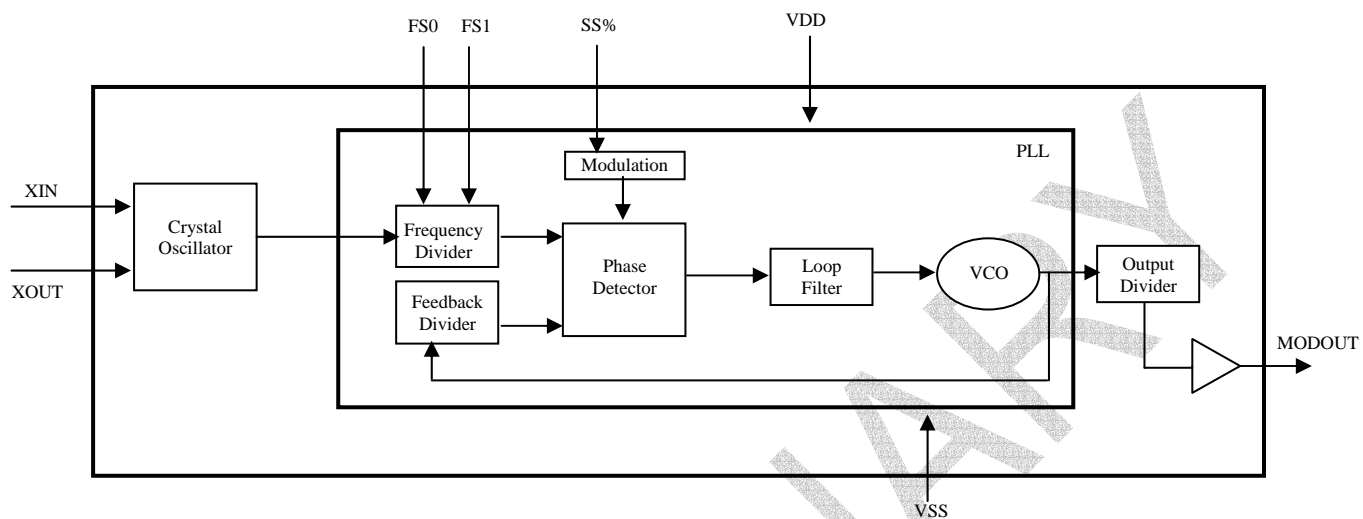 FS0
FS1
SS%
VDD
PLL
Modulation
XIN
Crystal
Oscillator
Frequency
Divider
Phase
Detector
Loop
Filter
VCO
Output
Divider
XOUT
Feedback
Divider
MODOUT
VSS